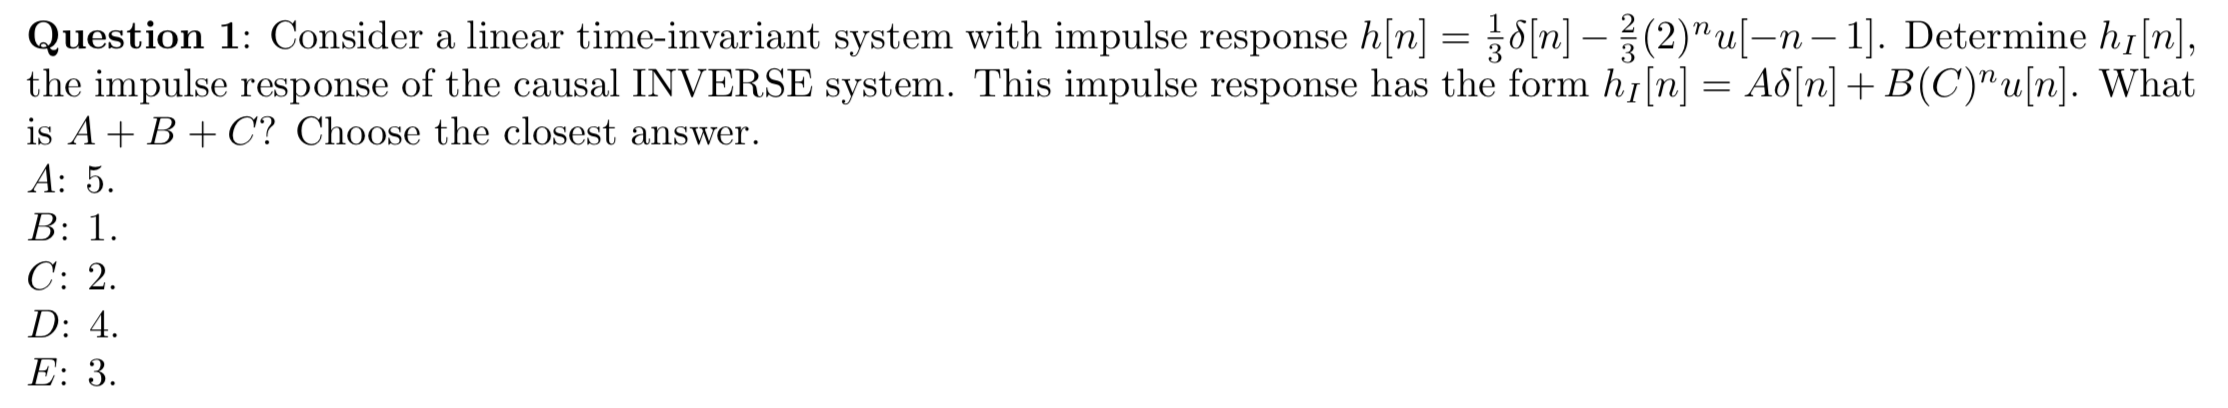 Question 1: Consider a linear time-invariant system with impulse response h[n] = \frac{1}{3}δ[n] − \frac{2}{3}(2)^n u[−n − 1]. Determine h_I[n],
the impulse response of the causal INVERSE system. This impulse response has the form h_I[n] = Aδ[n] + B(C)^n u[n]. What
is A + B + C? Choose the closest answer.
A: 5.
B: 1.
C: 2.
D: 4.
E: 3.